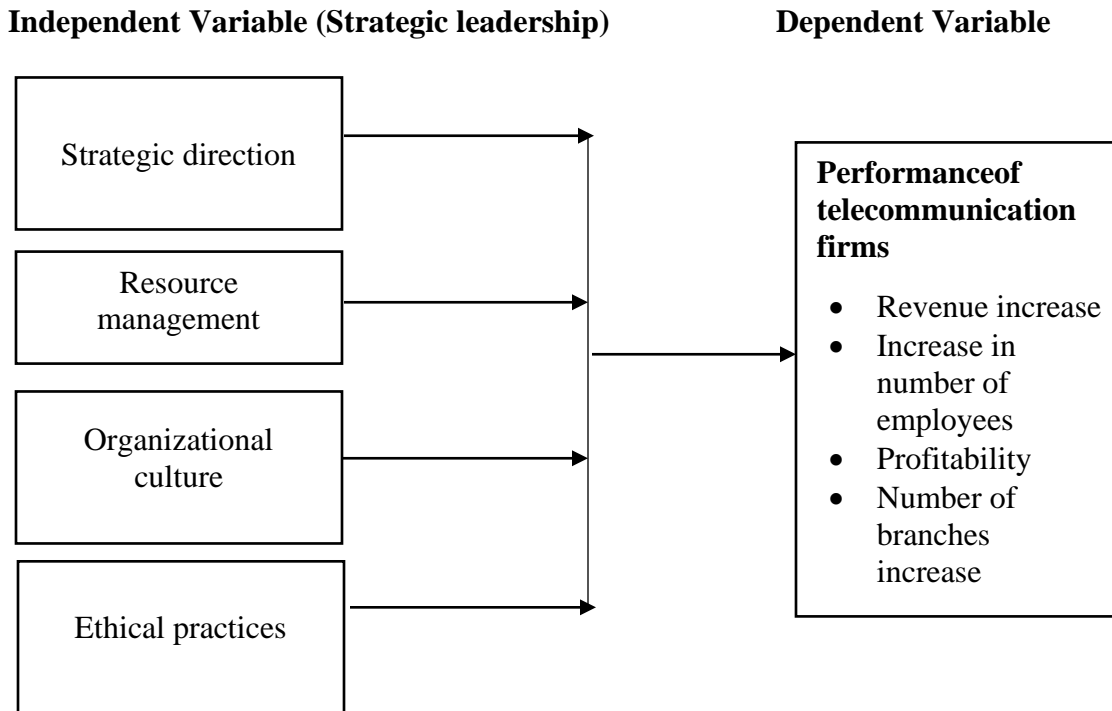 Independent Variable (Strategic leadership)
Dependent Variable
Strategic direction
Resource
management
Organizational
culture
Ethical practices
Performanceof
telecommunication
firms
• Revenue increase
• Increase in
number of
employees
• Profitability
• Number of
branches
increase